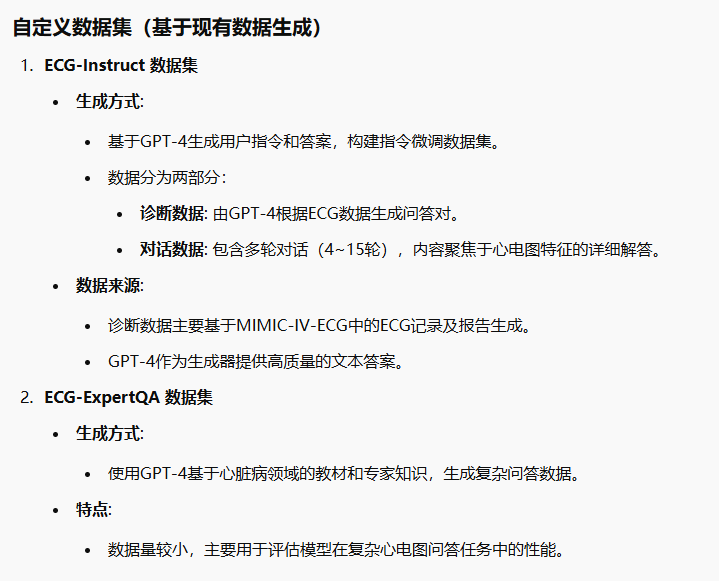 自定义数据集（基于现有数据生成）
1. ECG-Instruct 数据集
• 生成方式:
• 基于GPT-4生成用户指令和答案，构建指令微调数据集。
• 数据分为两部分：
• 诊断数据: 由GPT-4根据ECG数据生成问答对。
• 对话数据: 包含多轮对话（4~15轮），内容聚焦于心电图特征的详细解答。
• 数据来源:
• 诊断数据主要基于MIMIC-IV-ECG中的ECG记录及报告生成。
• GPT-4作为生成器提供高质量的文本答案。
2. ECG-ExpertQA 数据集
• 生成方式:
• 使用GPT-4基于心脏病领域的教材和专家知识，生成复杂问答数据。
• 特点:
• 数据量较小，主要用于评估模型在复杂心电图问答任务中的性能。